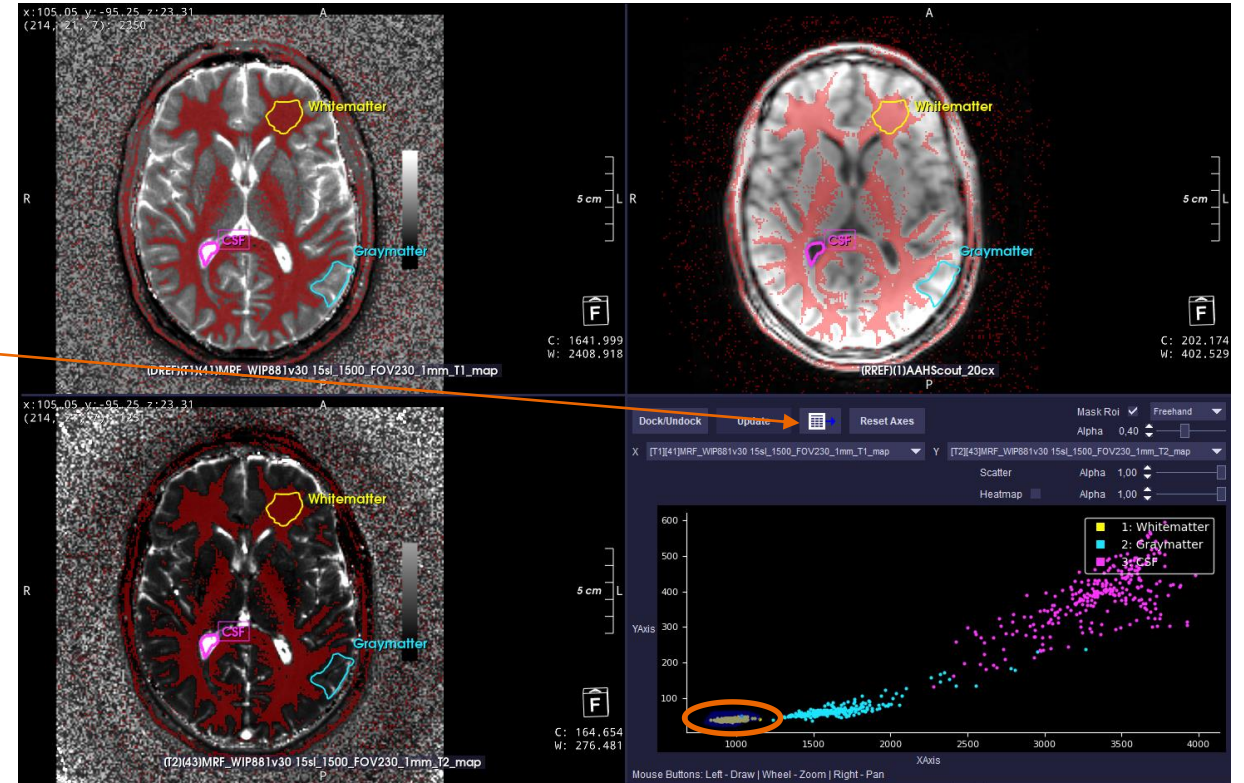 x:105.05 y:-95.25 z:23.31
(214, 21, 7): 2350
A
Whitematter
R
5 cm
L
CSF
Graymatter
F
C: 1641.999
W: 2408.918
(DREF)(T1)(41)MRF_WIP881v30 15sl_1500_FOV230_1mm_T1_map
P
A
Whitematter
R
5 cm
L
CSF
Graymatter
F
C: 202.174
W: 402.529
(RREF)(1)AAHScout_20cx
P
x:105.05 y:-95.25 z:23.31
(214,
A
Whitematter
R
5 cm
L
CSF
Graymatter
F
C: 164.654
W: 276.481
(T2)(43)MRF_WIP881v30 15sl_1500_FOV230_1mm_T2_map
P
Dock/Undock Update Reset Axes
Mask Roi Freehand
Alpha 0,40
X [T1][41]MRF_WIP881v30 15sl_1500_FOV230_1mm_T1_map Y [T2][43]MRF_WIP881v30 15sl_1500_FOV230_1mm_T2_map
Scatter Alpha 1,00
Heatmap Alpha 1,00
1: Whitematter
2: Graymatter
3: CSF
600
500
400
YAxis 300
200
100
1000 1500 2000 2500 3000 3500 4000
XAxis
Mouse Buttons: Left - Draw | Wheel - Zoom | Right - Pan